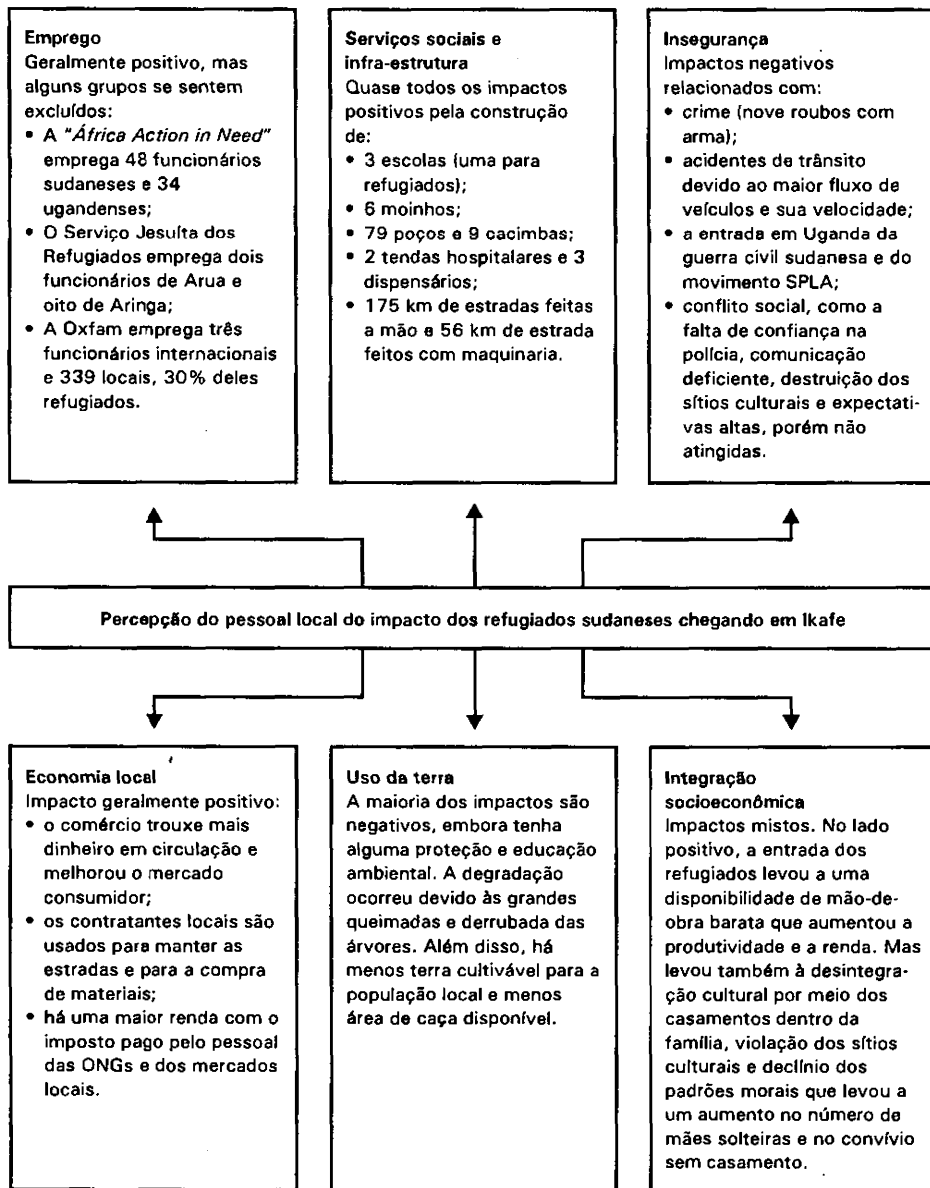 Emprego
Geralmente positivo, mas
alguns grupos se sentem
excluídos:
• A "África Action in Need"
emprega 48 funcionários
sudaneses e 34
ugandenses;
• O Serviço Jesuíta dos
Refugiados emprega dois
funcionários de Arua e
oito de Aringa;
• A Oxfam emprega três
funcionários internacionais
e 339 locais, 30% deles
refugiados.
Serviços sociais e
infra-estrutura
Quase todos os impactos
positivos pela construção
de:
• 3 escolas (uma para
refugiados);
• 6 moinhos;
• 79 poços e 9 cacimbas;
• 2 tendas hospitalares e 3
dispensários;
• 175 km de estradas feitas
a mão e 56 km de estrada
feitos com maquinaria.
Insegurança
Impactos negativos
relacionados com:
• crime (nove roubos com
arma);
• acidentes de trânsito
devido ao maior fluxo de
veículos e sua velocidade;
• a entrada em Uganda da
guerra civil sudanesa e do
movimento SPLA;
• conflito social, como a
falta de confiança na
polícia, comunicação
deficiente, destruição dos
sítios culturais e expectati-
vas altas, porém não
atingidas.
Percepção do pessoal local do impacto dos refugiados sudaneses chegando em Ikafe
Economia local
Impacto geralmente positivo:
• o comércio trouxe mais
dinheiro em circulação e
melhorou o mercado
consumidor;
• os contratantes locais são
usados para manter as
estradas e para a compra
de materiais;
• há uma maior renda com o
imposto pago pelo pessoal
das ONGs e dos mercados
locais.
Uso da terra
A maioria dos impactos são
negativos, embora tenha
alguma proteção e educação
ambiental. A degradação
ocorreu devido às grandes
queimadas e derrubada das
árvores. Além disso, há
menos terra cultivável para a
população local e menos
área de caça disponível.
Integração
socioeconômica
Impactos mistos. No lado
positivo, a entrada dos
refugiados levou a uma
disponibilidade de mão-de-
obra barata que aumentou a
produtividade e a renda. Mas
levou também à desintegra-
ção cultural por meio dos
casamentos dentro da
família, violação dos sítios
culturais e declínio dos
padrões morais que levou a
um aumento no número de
mães solteiras e no convívio
sem casamento.